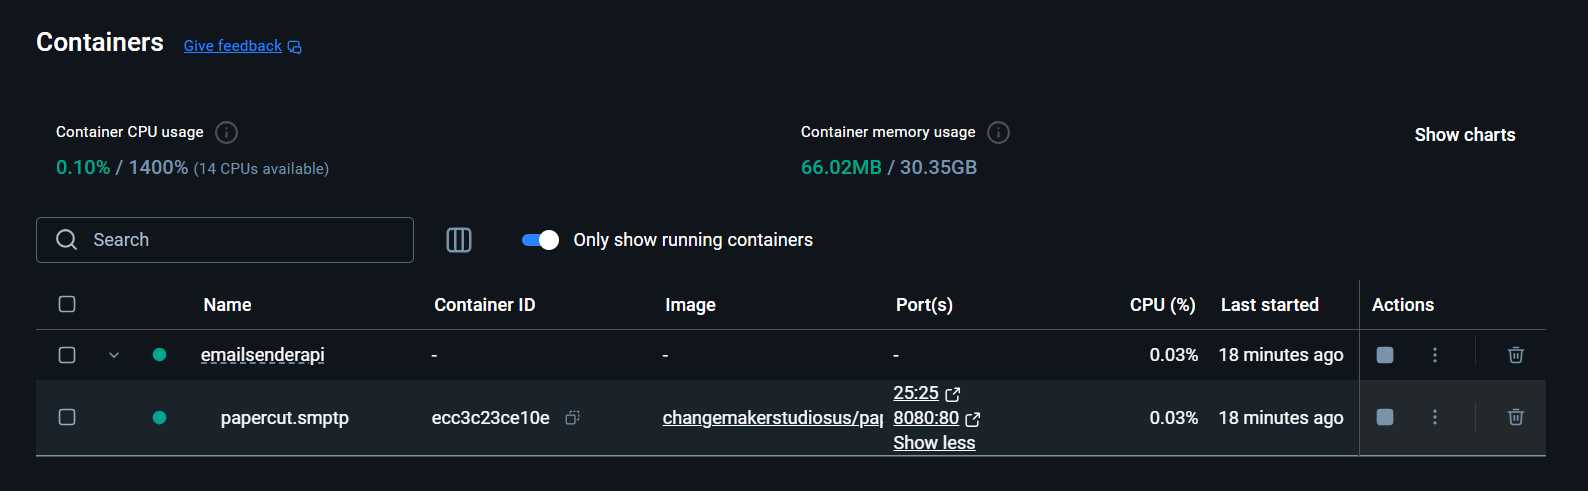 Containers Give feedback
Container CPU usage
0.10% / 1400% (14 CPUs available)
Container memory usage
66.02MB / 30.35GB
Show charts
Search
Only show running containers
Name Container ID Image Port(s) CPU (%) Last started Actions
emailsenderapi - - - 0.03% 18 minutes ago
25:25
papercut.smptp ecc3c23ce10e changemakerstudiosus/pap 8080:80 0.03% 18 minutes ago
Show less